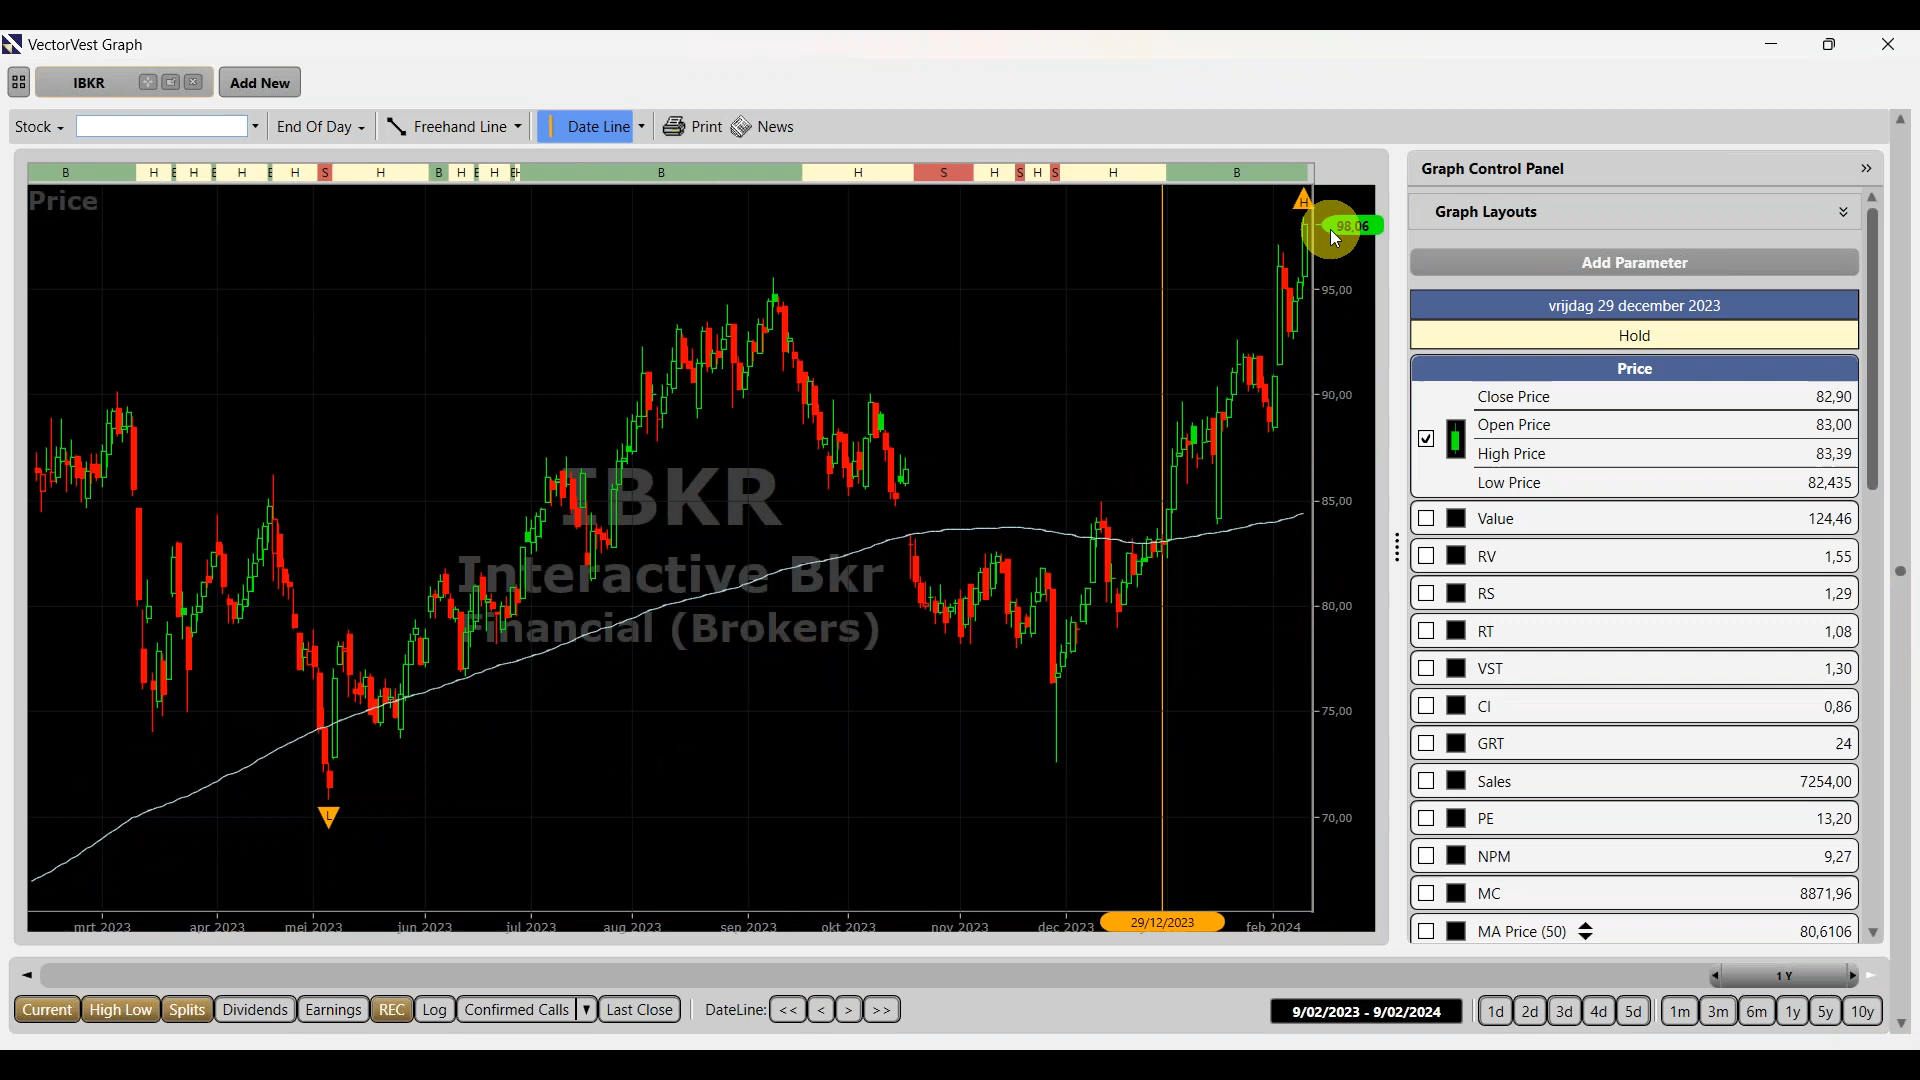 VectorVest Graph
IBKR
Add New
Stock
End Of Day
Freehand Line
Date Line
Print
News
B H H H H S H B H H H B H S H S H S H B
Price
H
98,06
95,00
90,00
85,00
80,00
75,00
70,00
IBKR
Interactive Bkr
Financial (Brokers)
L
mrt 2023 apr 2023 mei 2023 jun 2023 jul 2023 aug 2023 sep 2023 okt 2023 nov 2023 dec 2023 29/12/2023 feb 2024
Graph Control Panel
Graph Layouts
Add Parameter
vrijdag 29 december 2023
Hold
Price
Close Price 82,90
Open Price 83,00
High Price 83,39
Low Price 82,435
Value 124,46
RV 1,55
RS 1,29
RT 1,08
VST 1,30
CI 0,86
GRT 24
Sales 7254,00
PE 13,20
NPM 9,27
MC 8871,96
MA Price (50) 80,6106
1 Y
Current High Low Splits Dividends Earnings REC Log Confirmed Calls Last Close DateLine: << < > >> 9/02/2023 - 9/02/2024 1d 2d 3d 4d 5d 1m 3m 6m 1y 5y 10y